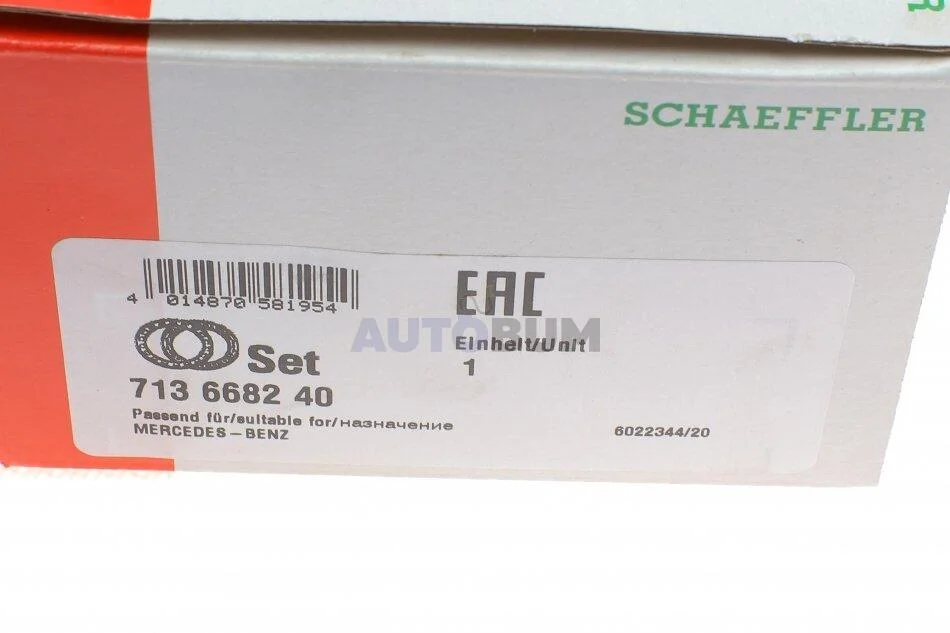 SCHAEFFLER
EAC
4 014870 581954
AUTOBUM
Einheit/Unit
1
Set
713 6682 40
Passend für/suitable for/назначение
MERCEDES-BENZ
6022344/20